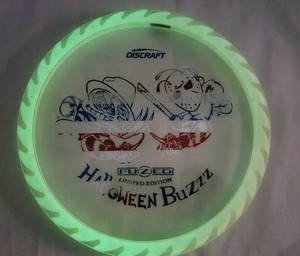 DISCRAFT
FUZED
LIMITED EDITION
HALLOWEEN BUZZZ